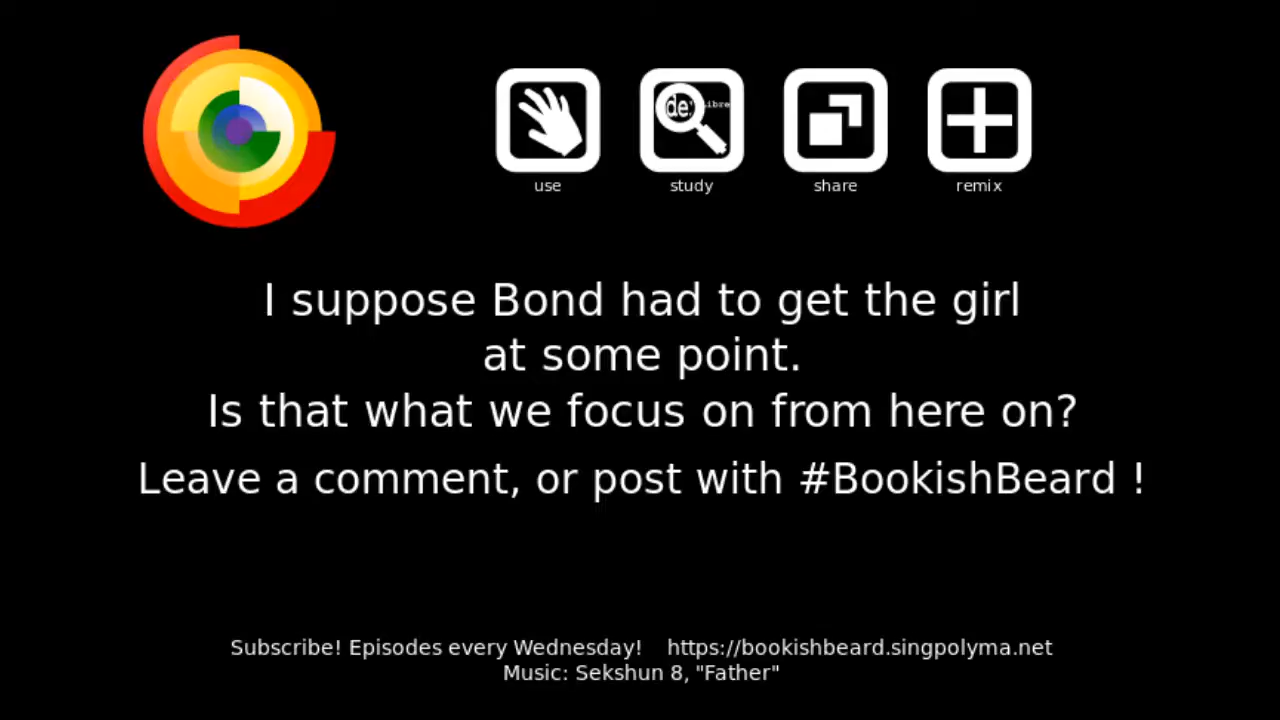 de
Libre
use
study
share
remix
I suppose Bond had to get the girl
at some point.
Is that what we focus on from here on?
Leave a comment, or post with #BookishBeard !
Subscribe! Episodes every Wednesday! https://bookishbeard.singpolyma.net
Music: Sekshun 8, "Father"